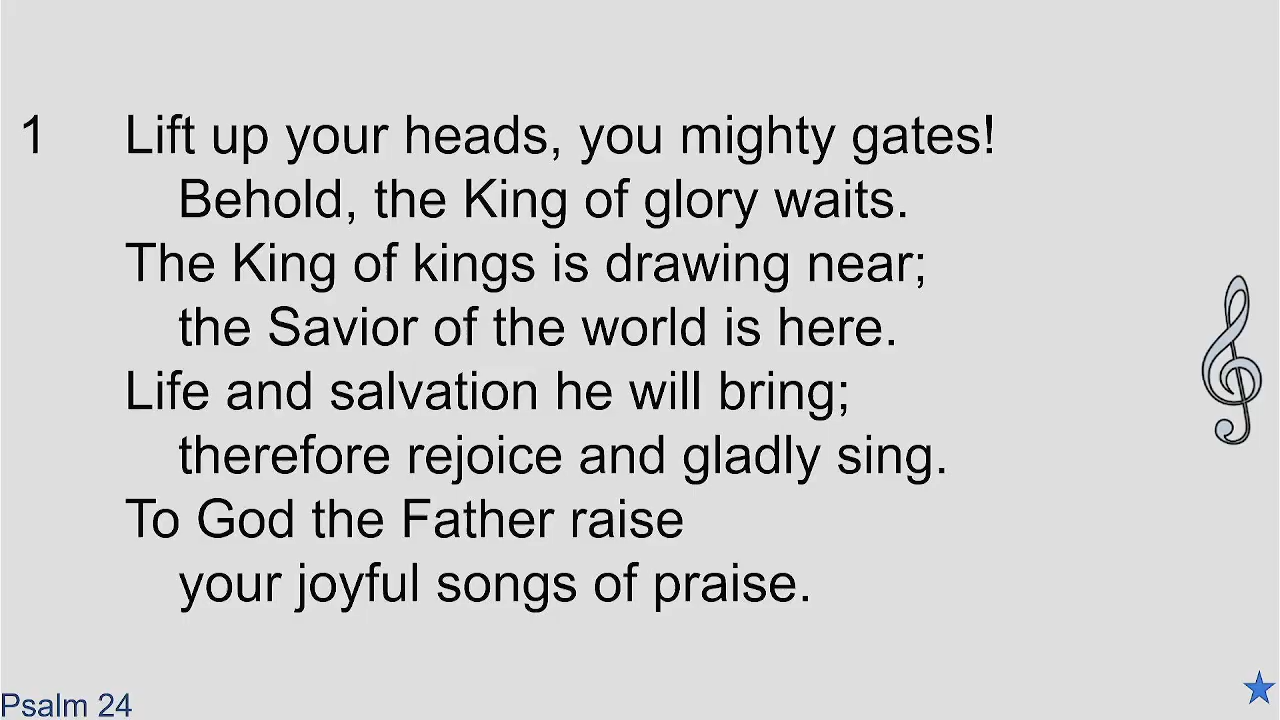 1 Lift up your heads, you mighty gates!
Behold, the King of glory waits.
The King of kings is drawing near;
the Savior of the world is here.
Life and salvation he will bring;
therefore rejoice and gladly sing.
To God the Father raise
your joyful songs of praise.
Psalm 24